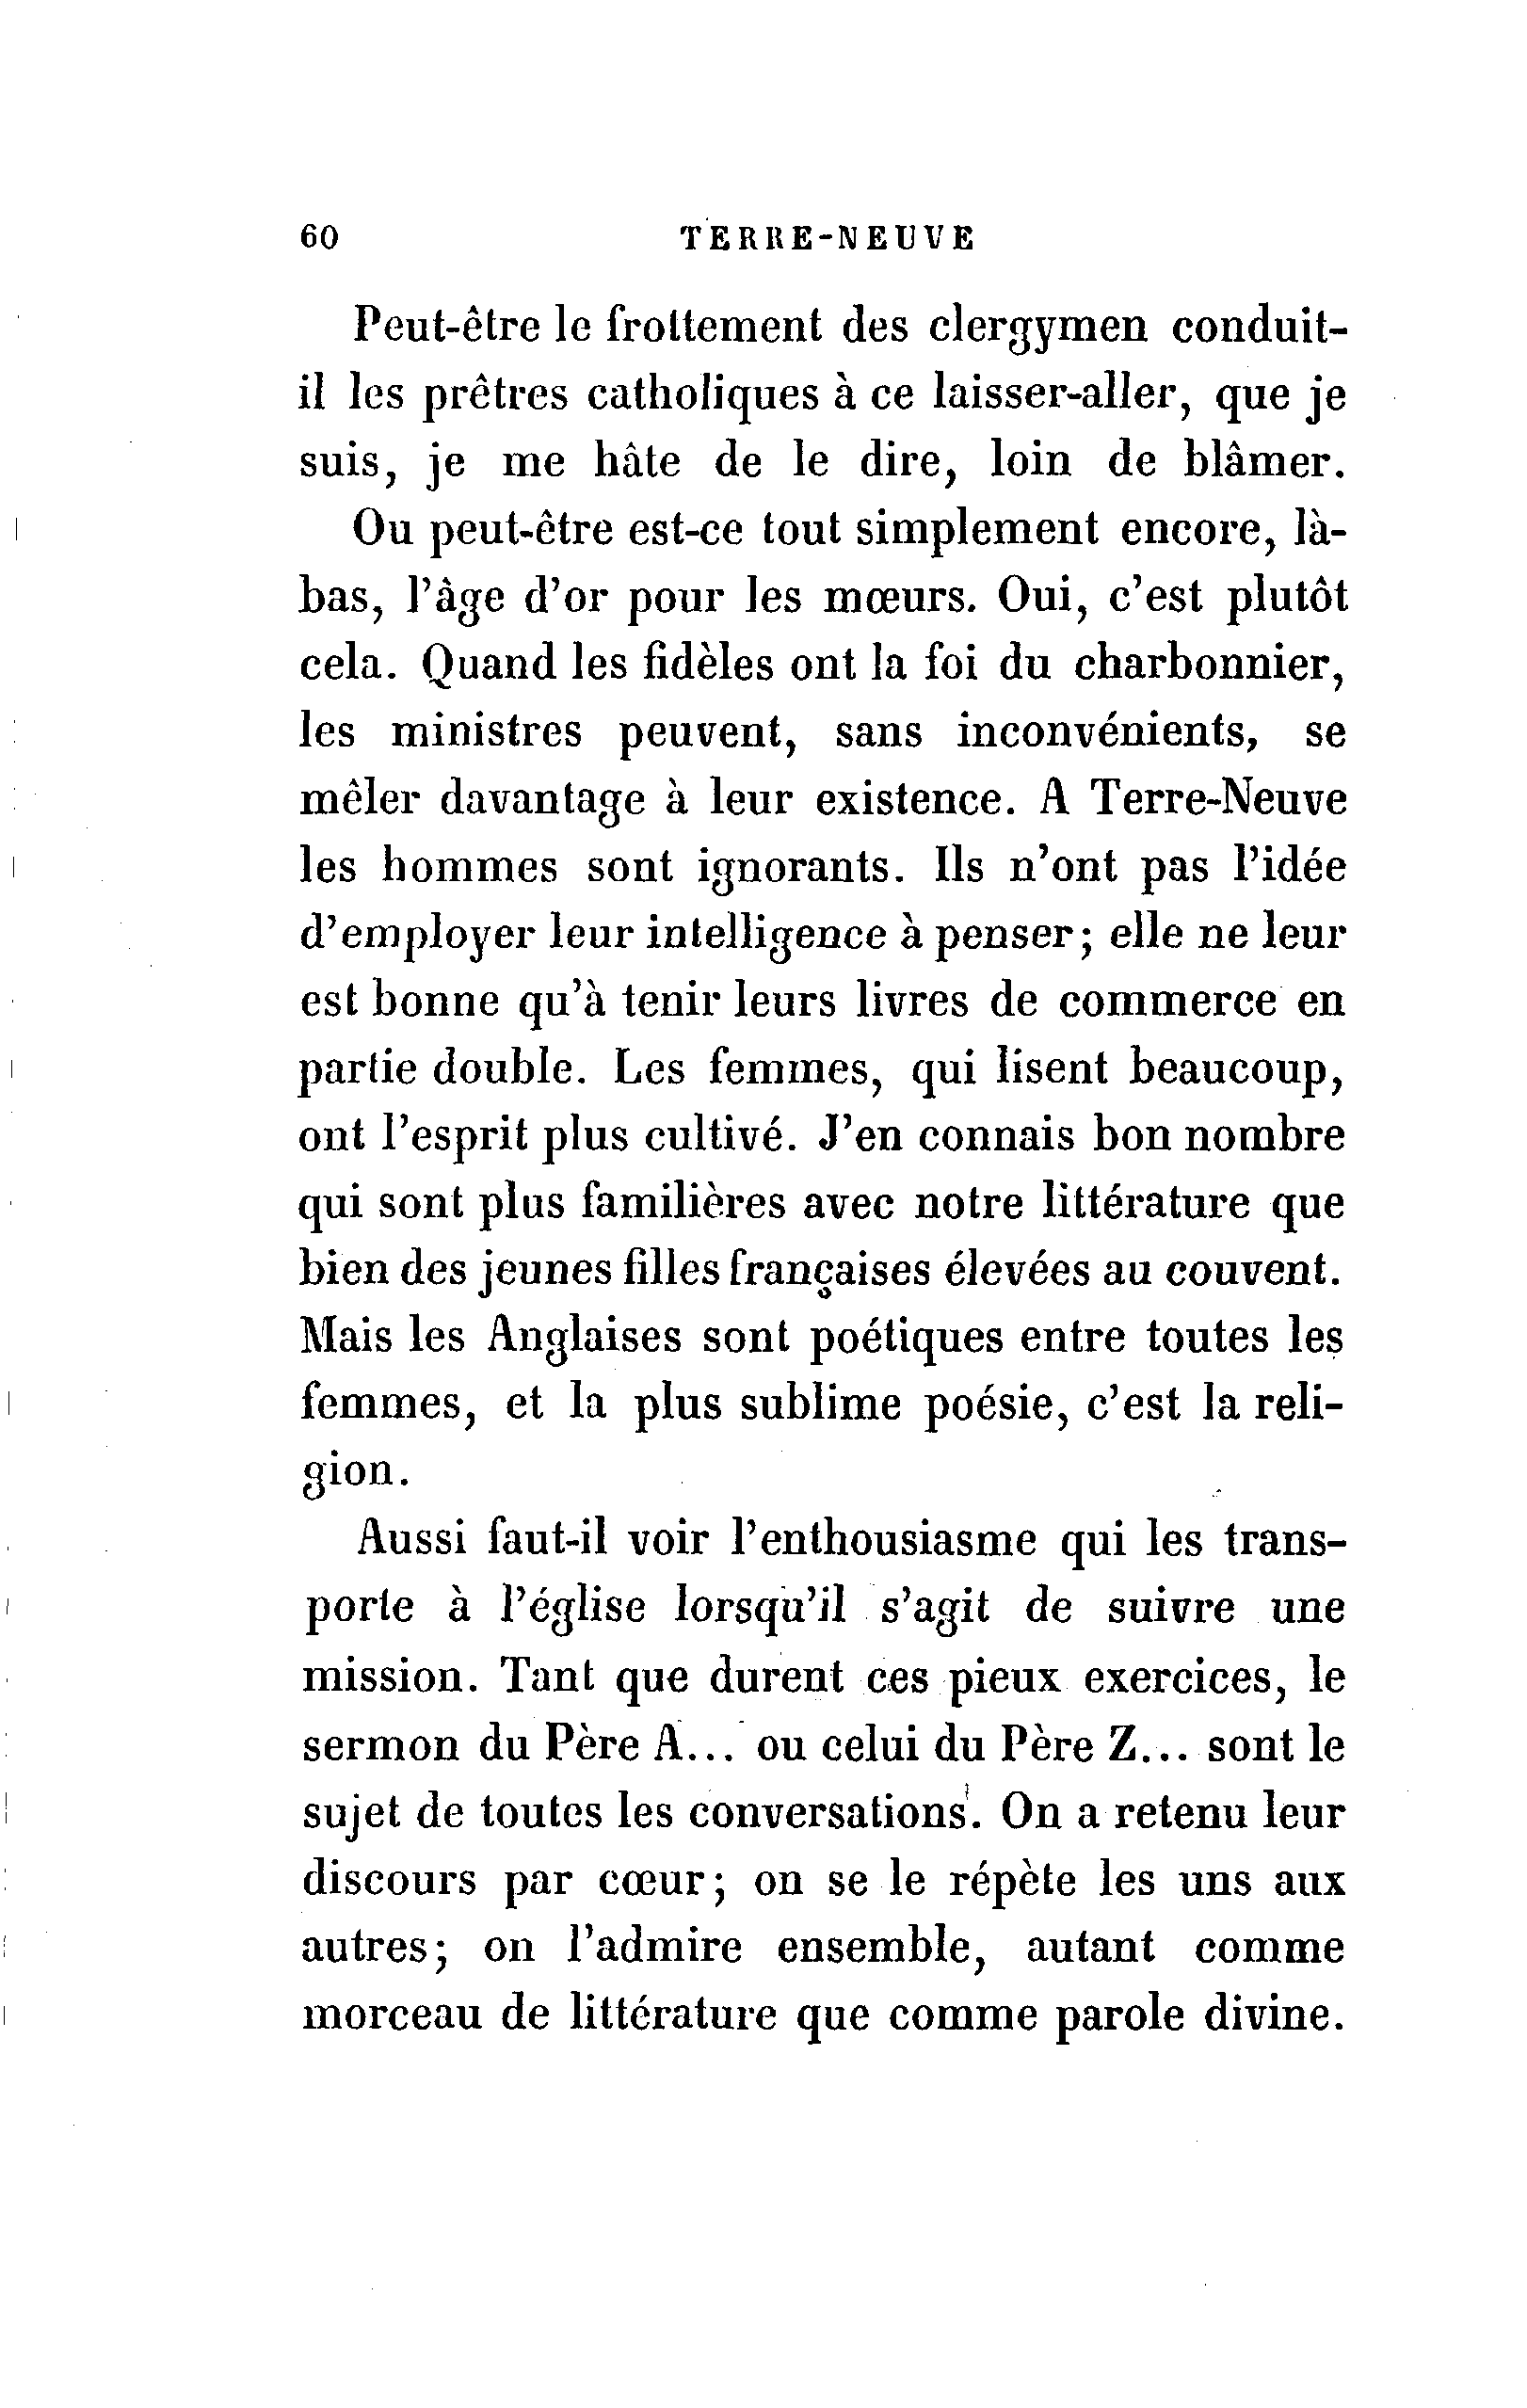 60 TERRE-NEUVE
Peut-être le frottement des clergymen conduit-
il les prêtres catholiques à ce laisser-aller, que je
suis, je me hâte de le dire, loin de blâmer.
Ou peut-être est-ce tout simplement encore, là-
bas, l'âge d'or pour les mœurs. Oui, c'est plutôt
cela. Quand les fidèles ont la foi du charbonnier,
les ministres peuvent, sans inconvénients, se
mêler davantage à leur existence. A Terre-Neuve
les hommes sont ignorants. Ils n'ont pas l'idée
d'employer leur intelligence à penser; elle ne leur
est bonne qu'à tenir leurs livres de commerce en
partie double. Les femmes, qui lisent beaucoup,
ont l'esprit plus cultivé. J'en connais bon nombre
qui sont plus familières avec notre littérature que
bien des jeunes filles françaises élevées au couvent.
Mais les Anglaises sont poétiques entre toutes les
femmes, et la plus sublime poésie, c'est la reli-
gion.
Aussi faut-il voir l'enthousiasme qui les trans-
porte à l'église lorsqu'il s'agit de suivre une
mission. Tant que durent ces pieux exercices, le
sermon du Père A... ou celui du Père Z... sont le
sujet de toutes les conversations. On a retenu leur
discours par cœur; on se le répète les uns aux
autres; on l'admire ensemble, autant comme
morceau de littérature que comme parole divine.